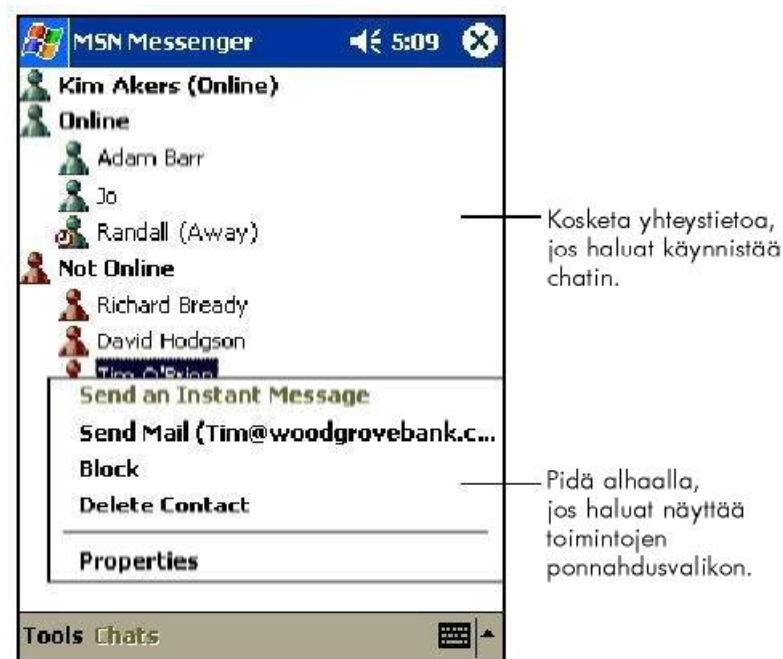 MSN Messenger 5:09
Kim Akers (Online)
Online
Adam Barr
Jo
Randall (Away)
Not Online
Richard Bready
David Hodgson
Tim O'Brien
Send an Instant Message
Send Mail (Tim@woodgrovebank.c...
Block
Delete Contact
Properties
Tools Chats
Kosketa yhteystietoa,
jos haluat käynnistää
chatin.
Pidä alhaalla,
jos haluat näyttää
toimintojen
ponnahdusvalikon.